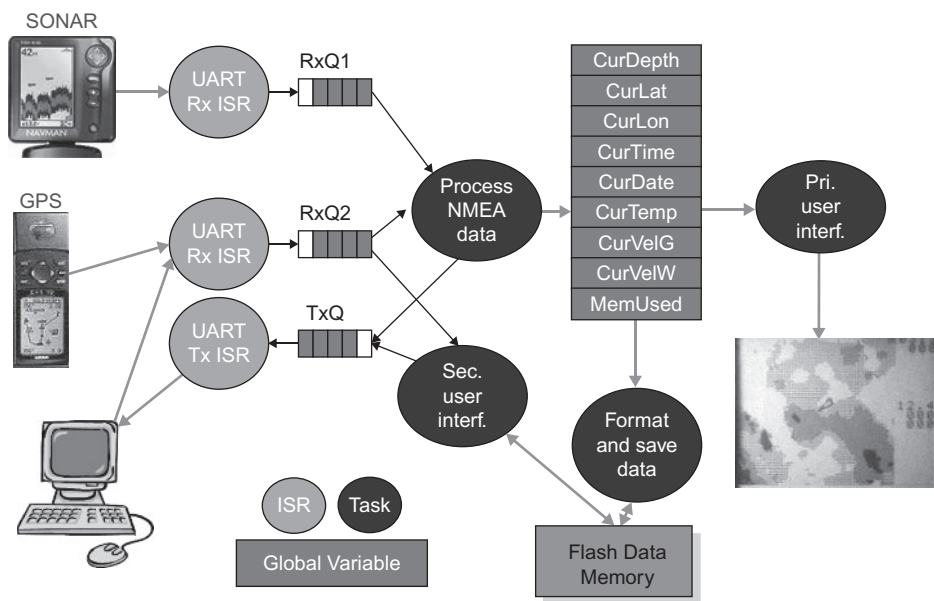 SONAR
42
NAVMAN
UART
Rx ISR
RxQ1
GPS
UART
Rx ISR
RxQ2
UART
Tx ISR
TxQ
Process
NMEA
data
Sec.
user
interf.
CurDepth
CurLat
CurLon
CurTime
CurDate
CurTemp
CurVelG
CurVelW
MemUsed
Pri.
user
interf.
Format
and save
data
ISR
Task
Global Variable
Flash Data
Memory